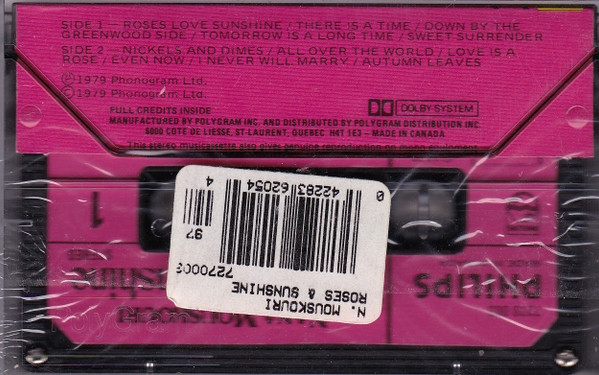 SIDE 1 — ROSES LOVE SUNSHINE / THERE IS A TIME / DOWN BY THE
GREENWOOD SIDE / TOMORROW IS A LONG TIME / SWEET SURRENDER
SIDE 2 — NICKELS AND DIMES / ALL OVER THE WORLD / LOVE IS A
ROSE / EVEN NOW / I NEVER WILL MARRY / AUTUMN LEAVES
Ⓟ1979 Phonogram Ltd.
©1979 Phonogram Ltd.
FULL CREDITS INSIDE
DOLBY SYSTEM
MANUFACTURED BY POLYGRAM INC. AND DISTRIBUTED BY POLYGRAM INC.
6000 COTE DE LIESSE, ST-LAURENT, QUEBEC H4T 1E3 – MADE IN CANADA
This stereo musicassette also gives genuine reproduction on mono equipment.
N. MOUSKOURI
ROSES & SUNSHINE
727000
0 42283 62054 4
97
1
PHILIPS